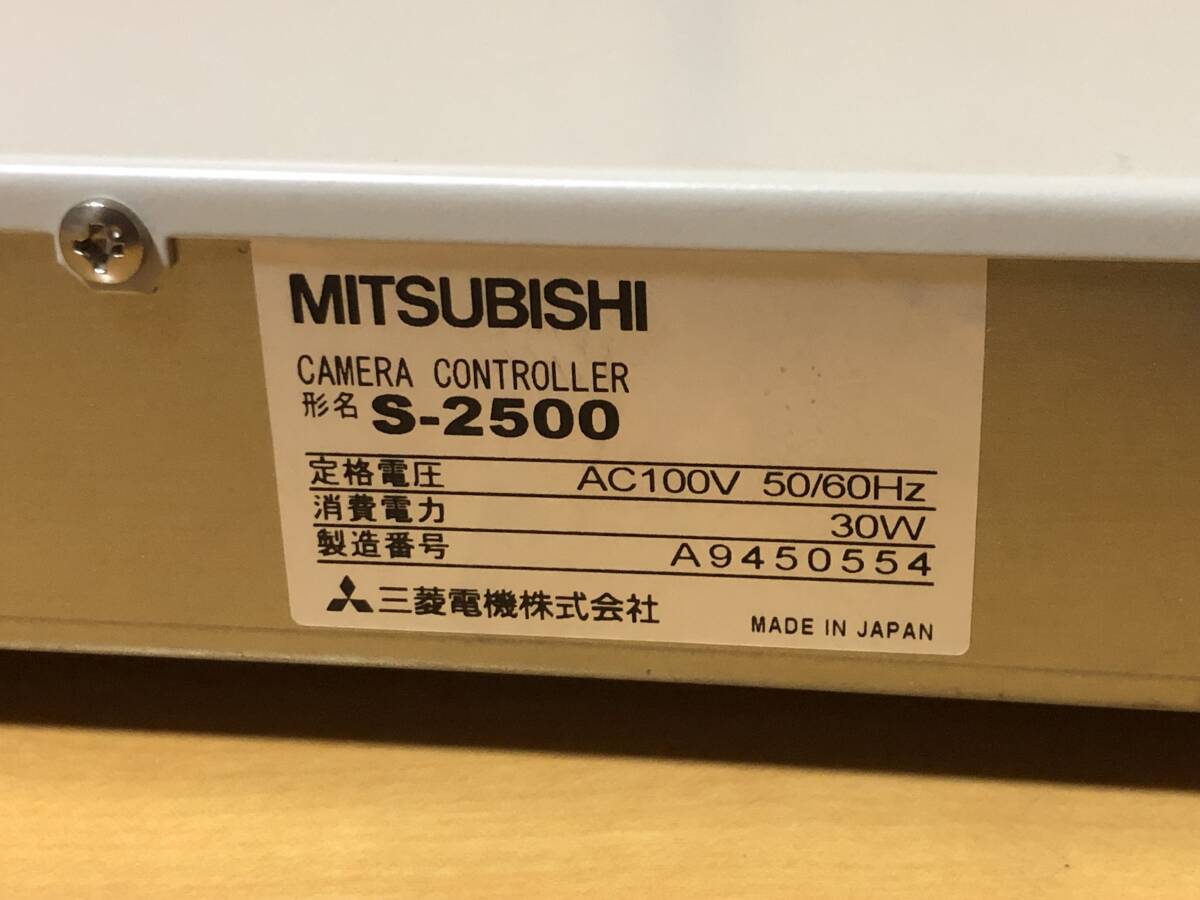 MITSUBISHI
CAMERA CONTROLLER
形名 S-2500
定格電圧 AC100V 50/60Hz
消費電力 30W
製造番号 A9450554
三菱電機株式会社 MADE IN JAPAN